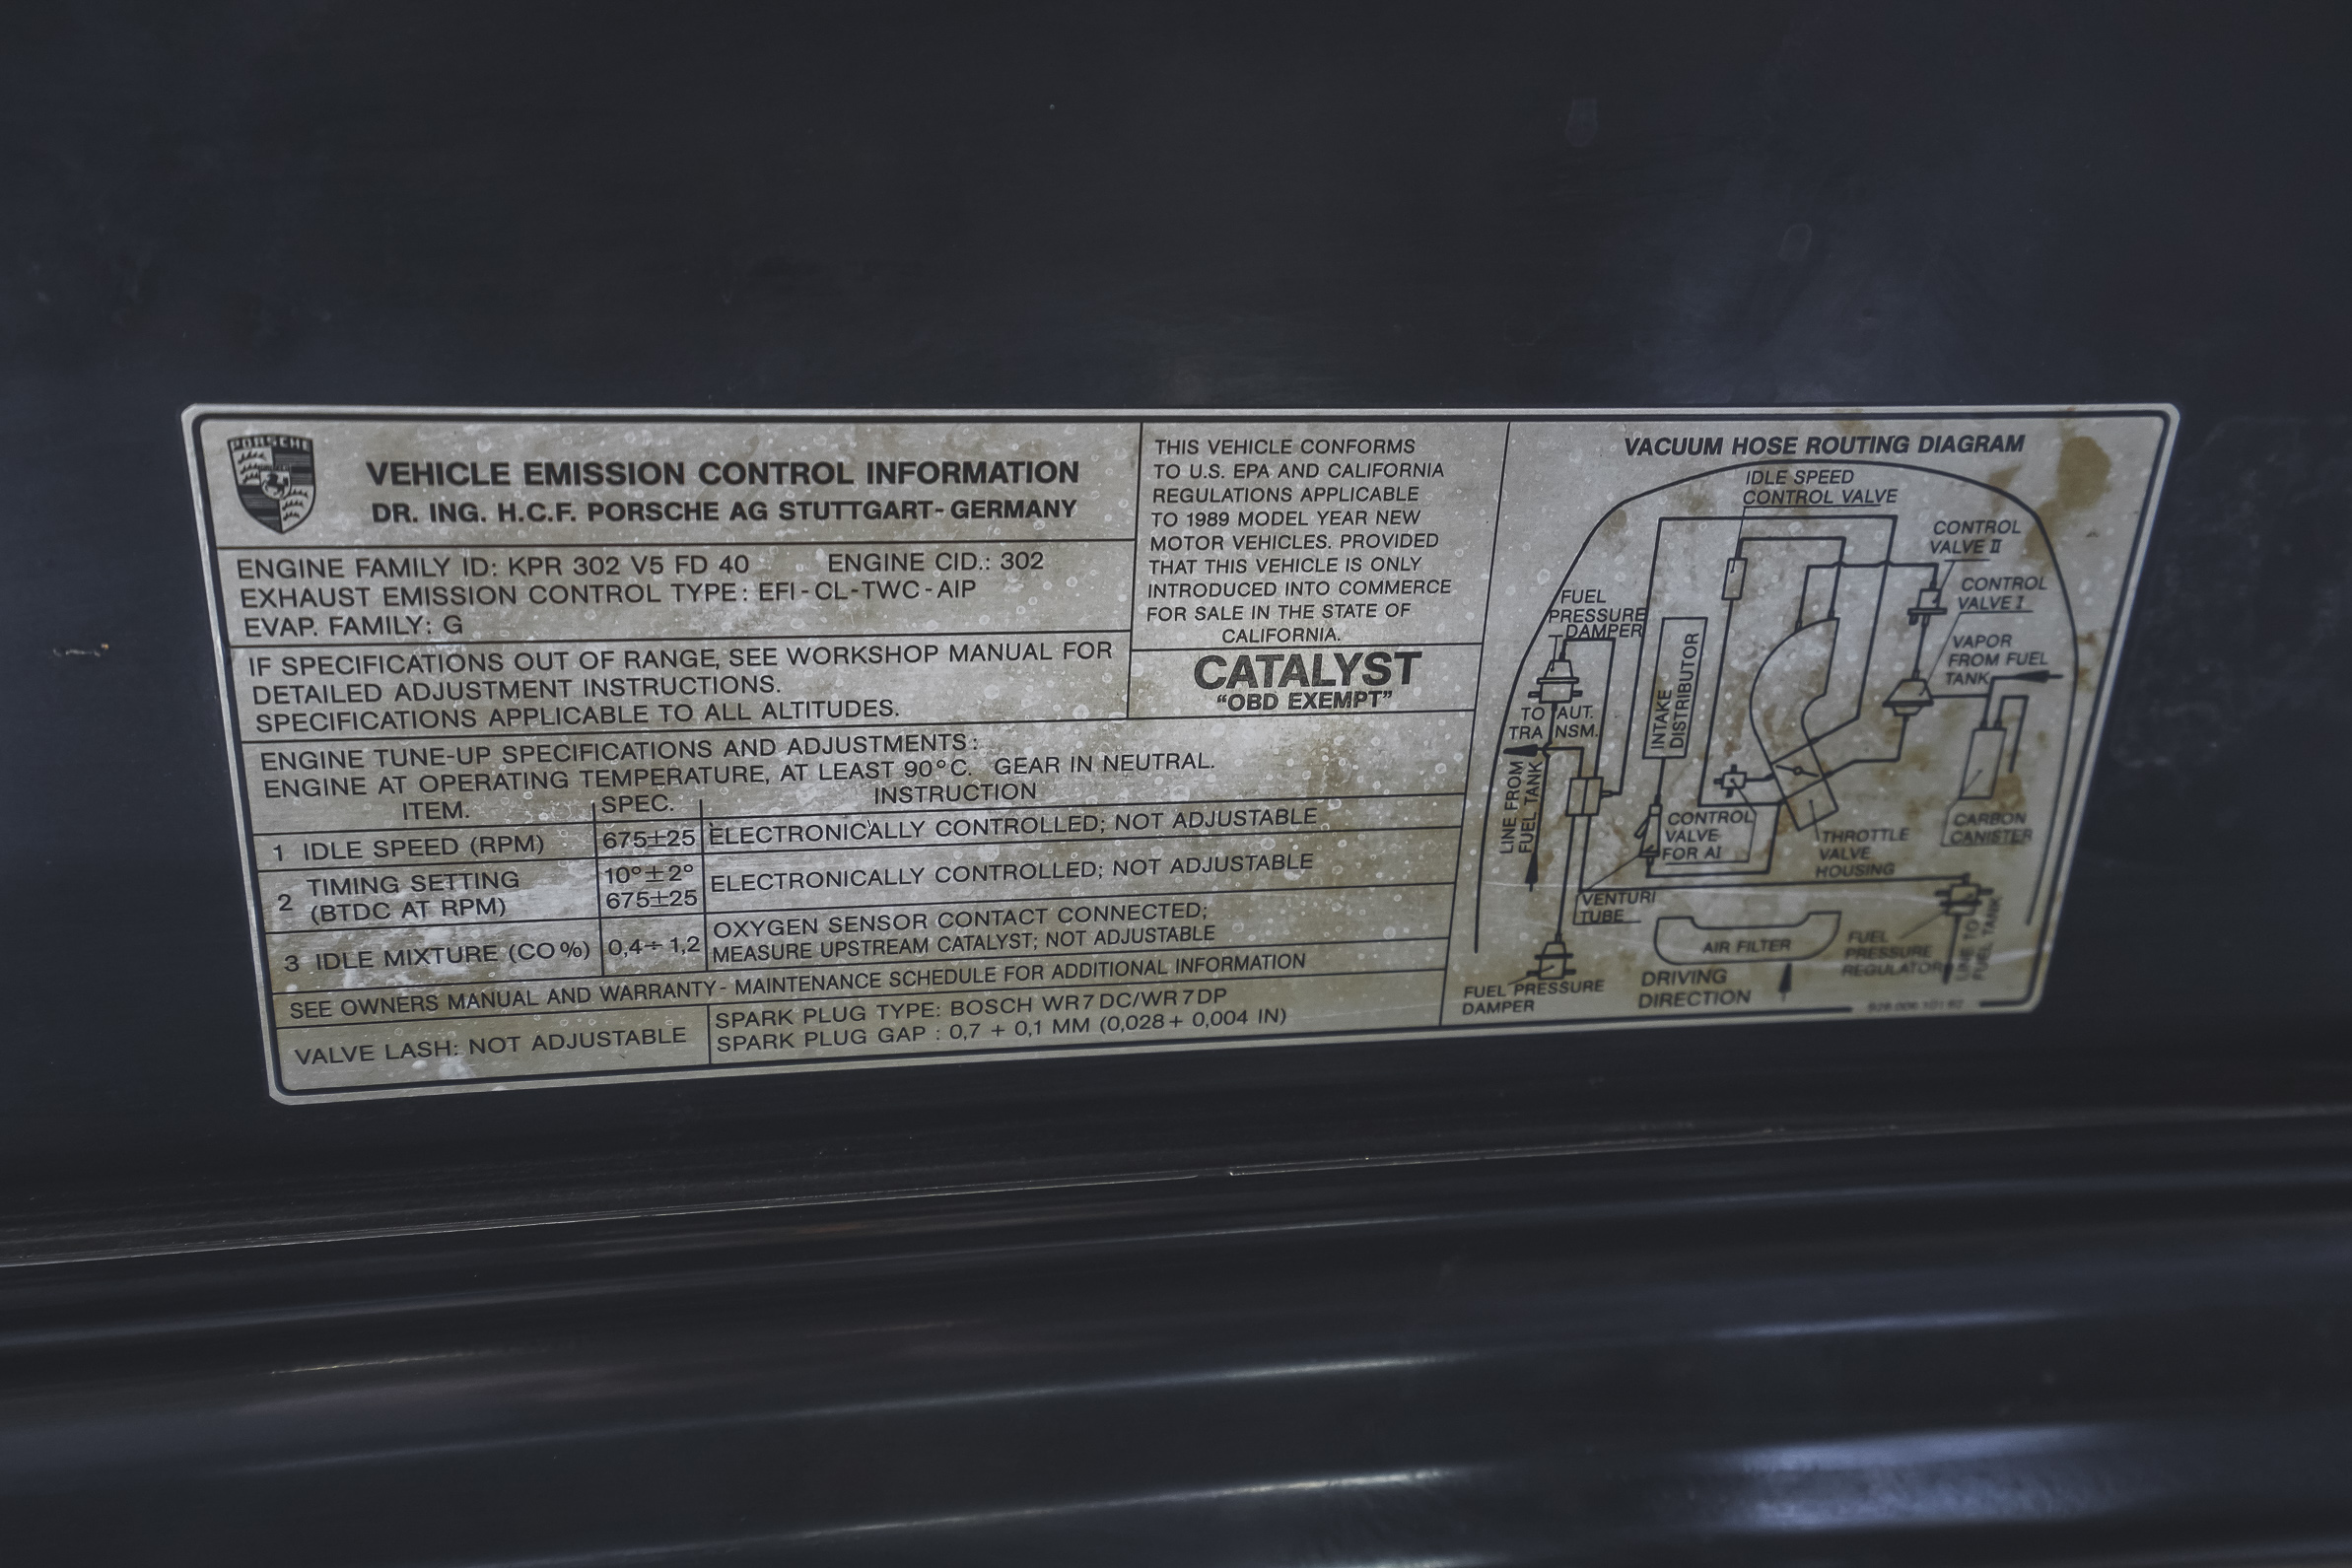 PORSCHE
VEHICLE EMISSION CONTROL INFORMATION
DR. ING. H.C.F. PORSCHE AG STUTTGART-GERMANY
ENGINE FAMILY ID: KPR 302 V5 FD 40 ENGINE CID.: 302
EXHAUST EMISSION CONTROL TYPE: EFI-CL-TWC-AIP
EVAP. FAMILY: G
IF SPECIFICATIONS OUT OF RANGE, SEE WORKSHOP MANUAL FOR
DETAILED ADJUSTMENT INSTRUCTIONS.
SPECIFICATIONS APPLICABLE TO ALL ALTITUDES.
THIS VEHICLE CONFORMS
TO U.S. EPA AND CALIFORNIA
REGULATIONS APPLICABLE
TO 1989 MODEL YEAR NEW
MOTOR VEHICLES. PROVIDED
THAT THIS VEHICLE IS ONLY
INTRODUCED INTO COMMERCE
FOR SALE IN THE STATE OF
CALIFORNIA.
CATALYST
"OBD EXEMPT"
ENGINE TUNE-UP SPECIFICATIONS AND ADJUSTMENTS:
ENGINE AT OPERATING TEMPERATURE, AT LEAST 90°C. GEAR IN NEUTRAL.
ITEM. SPEC. INSTRUCTION
1 IDLE SPEED (RPM) 675±25 ELECTRONICALLY CONTROLLED; NOT ADJUSTABLE
2 TIMING SETTING 10°±2° ELECTRONICALLY CONTROLLED; NOT ADJUSTABLE
(BTDC AT RPM) 675±25
3 IDLE MIXTURE (CO%) 0,4÷1,2 OXYGEN SENSOR CONTACT CONNECTED;
MEASURE UPSTREAM CATALYST; NOT ADJUSTABLE
SEE OWNERS MANUAL AND WARRANTY- MAINTENANCE SCHEDULE FOR ADDITIONAL INFORMATION
VALVE LASH: NOT ADJUSTABLE
SPARK PLUG TYPE: BOSCH WR7DC/WR7DP
SPARK PLUG GAP : 0,7 + 0,1 MM (0,028 + 0,004 IN)
VACUUM HOSE ROUTING DIAGRAM
IDLE SPEED
CONTROL VALVE
CONTROL
VALVE II
CONTROL
VALVE I
VAPOR
FROM FUEL
TANK
FUEL
PRESSURE
DAMPER
INTAKE
DISTRIBUTOR
TO AUT.
TRANSM.
LINE FROM
FUEL TANK
CONTROL
VALVE
FOR AI
THROTTLE
VALVE
HOUSING
CARBON
CANISTER
VENTURI
TUBE
AIR FILTER
FUEL
PRESSURE
REGULATOR
LINE TO
FUEL TANK
FUEL PRESSURE
DAMPER
DRIVING
DIRECTION